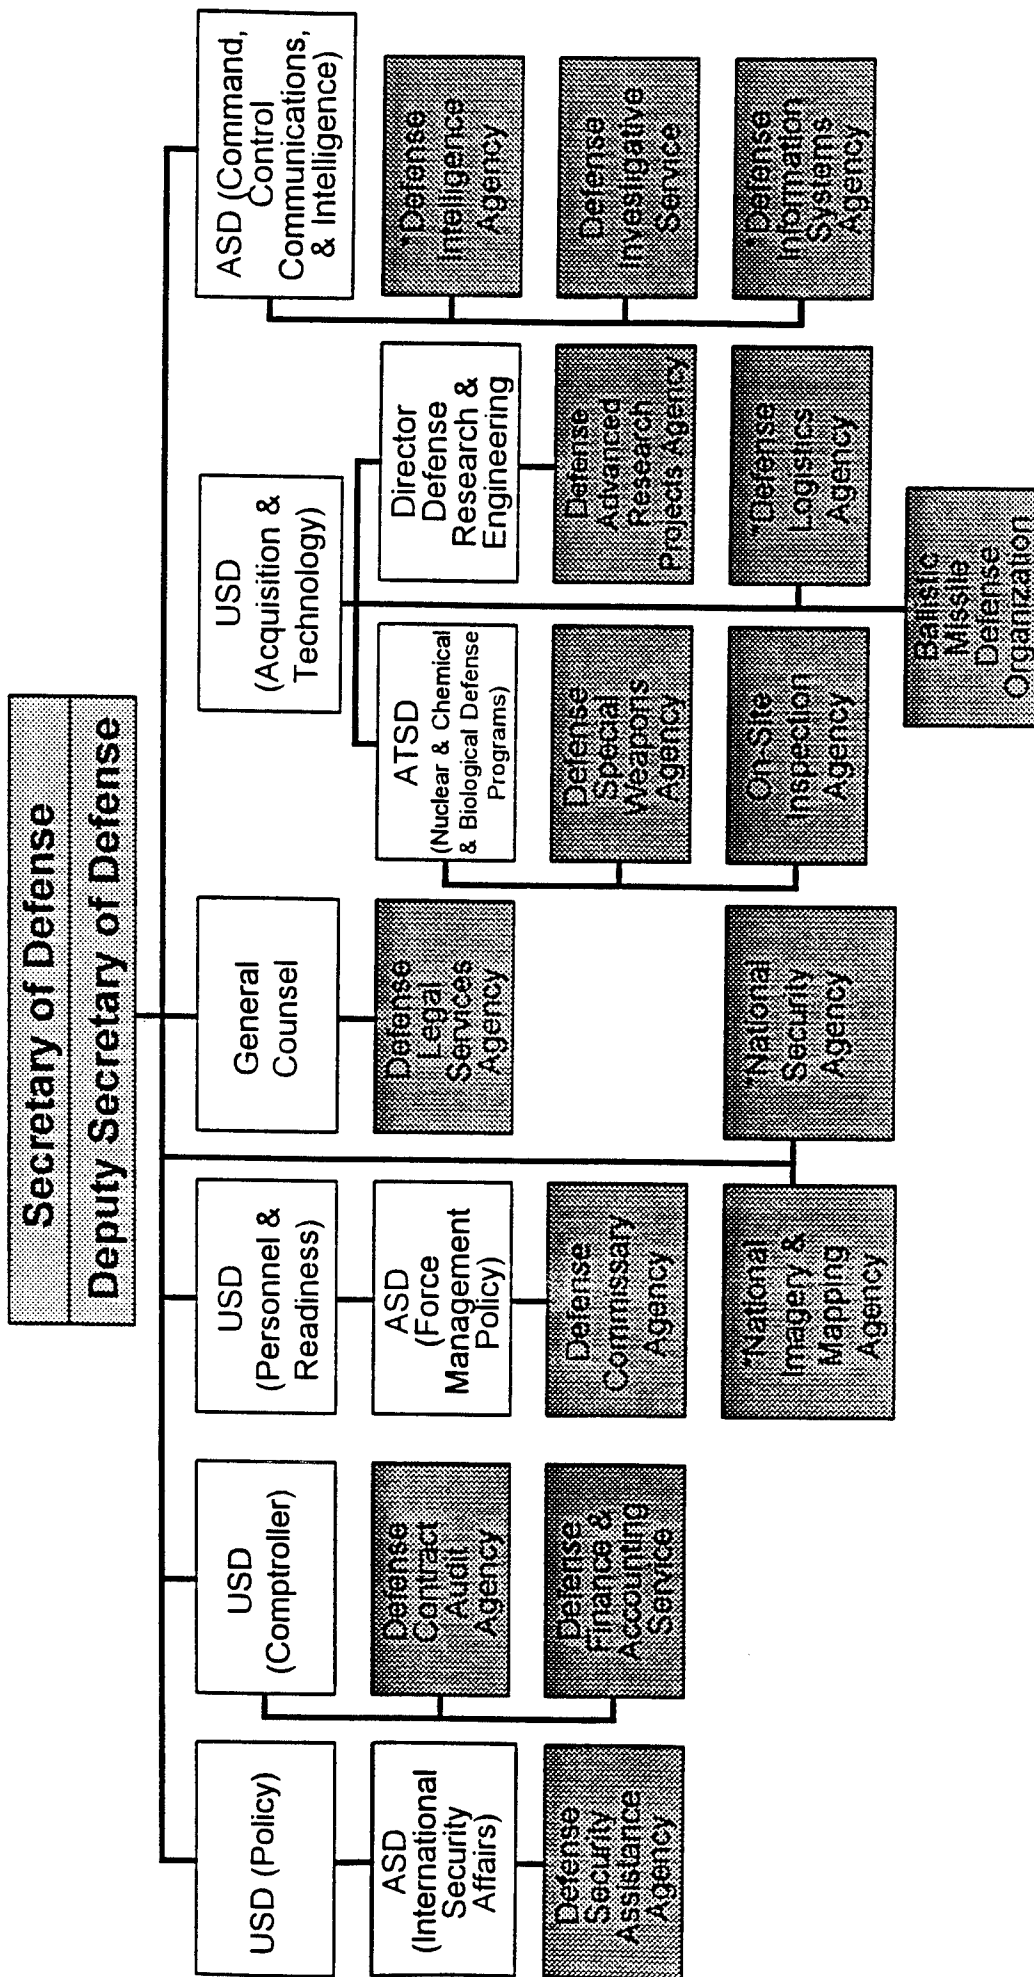 Secretary of Defense
Deputy Secretary of Defense
USD (Policy)
ASD
(International
Security
Affairs)
Defense
Security
Assistance
Agency
USD
(Comptroller)
Defense
Contract
Audit
Agency
Defense
Finance &
Accounting
Service
USD
(Personnel &
Readiness)
ASD
(Force
Management
Policy)
Defense
Commissary
Agency
*National
Imagery &
Mapping
Agency
General
Counsel
Defense
Legal
Services
Agency
*National
Security
Agency
USD
(Acquisition &
Technology)
ATSD
(Nuclear & Chemical
& Biological Defense
Programs)
Defense
Special
Weapons
Agency
On-Site
Inspection
Agency
Director
Defense
Research &
Engineering
Defense
Advanced
Research
Projects Agency
*Defense
Logistics
Agency
Ballistic
Missile
Defense
Organization
ASD (Command,
Control
Communications,
& Intelligence)
*Defense
Intelligence
Agency
Defense
Investigative
Service
*Defense
Information
Systems
Agency